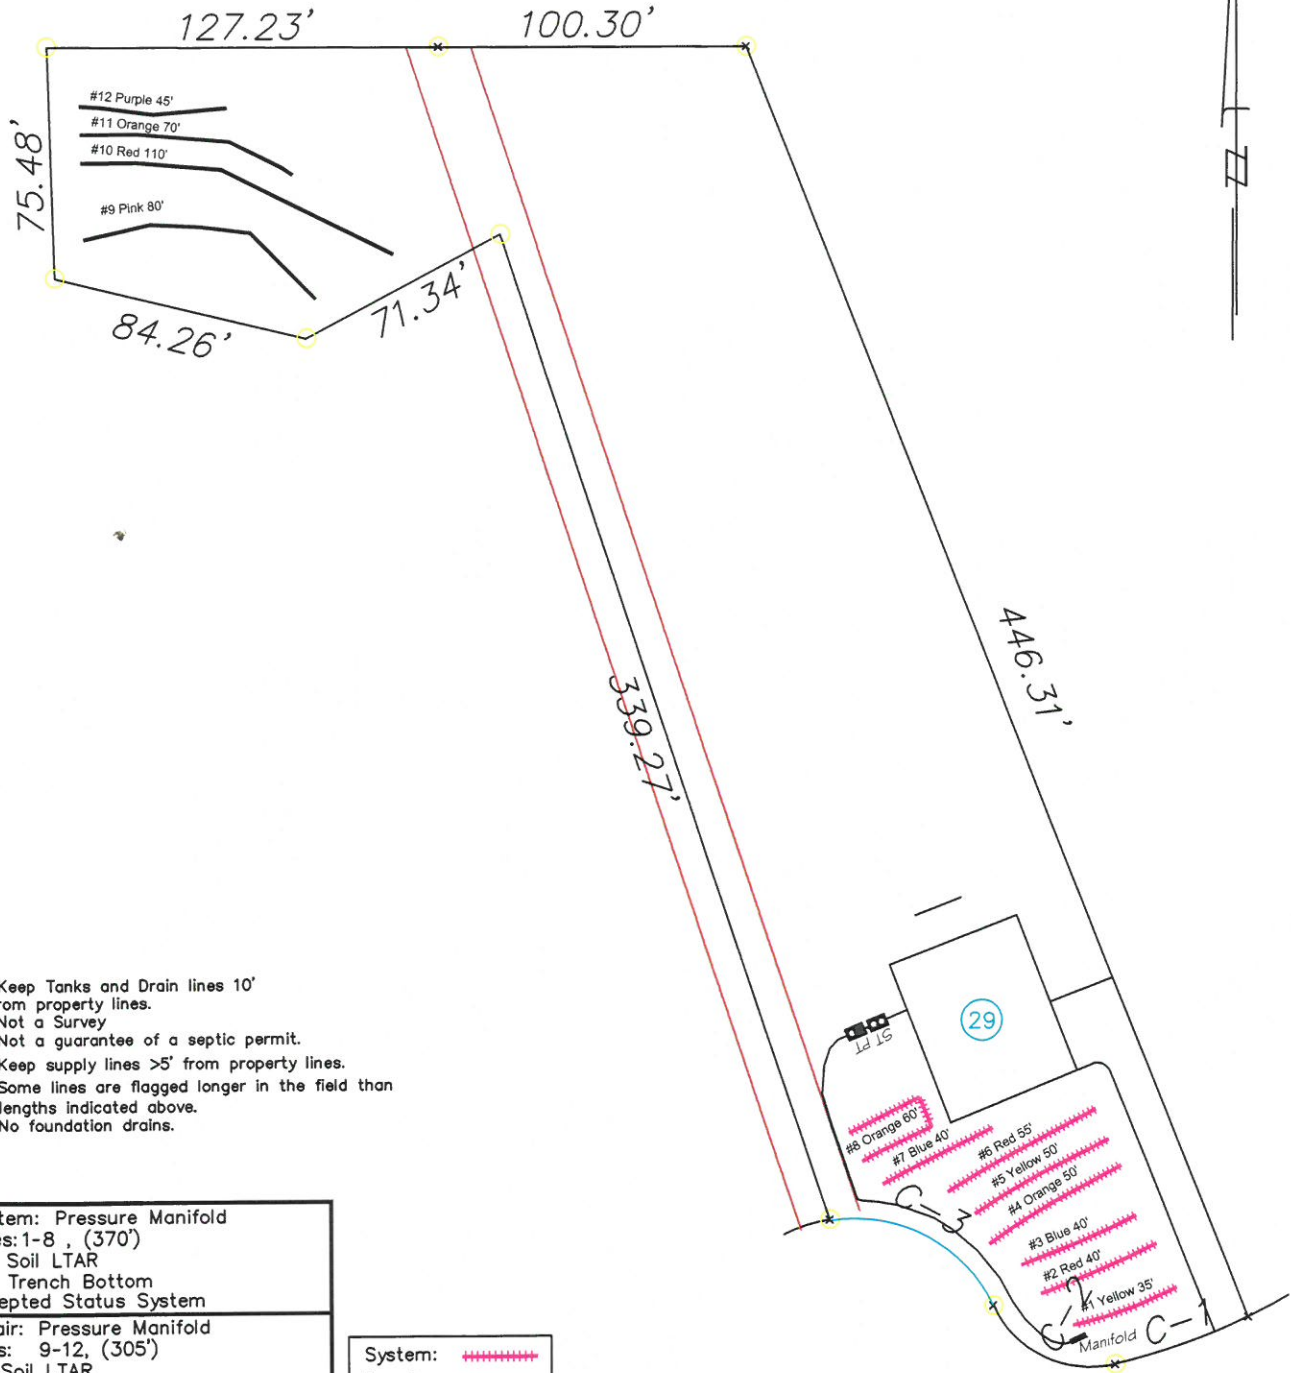 127.23'
100.30'
#12 Purple 45'
#11 Orange 70'
#10 Red 110'
#9 Pink 80'
75.48'
84.26'
71.34'
N
446.31'
339.27'
Keep Tanks and Drain lines 10'
rom property lines.
Not a Survey
Not a guarantee of a septic permit.
Keep supply lines >5' from property lines.
Some lines are flagged longer in the field than
lengths indicated above.
No foundation drains.
29
ST PT
#8 Orange 60'
#7 Blue 40'
#6 Red 55'
#5 Yellow 50'
#4 Orange 50'
#3 Blue 40'
#2 Red 40'
#1 Yellow 35'
C-3
C-2
Manifold
C-1
tem: Pressure Manifold
es: 1-8 , (370')
Soil LTAR
Trench Bottom
epted Status System
air: Pressure Manifold
s: 9-12, (305')
Soil LTAR
System: